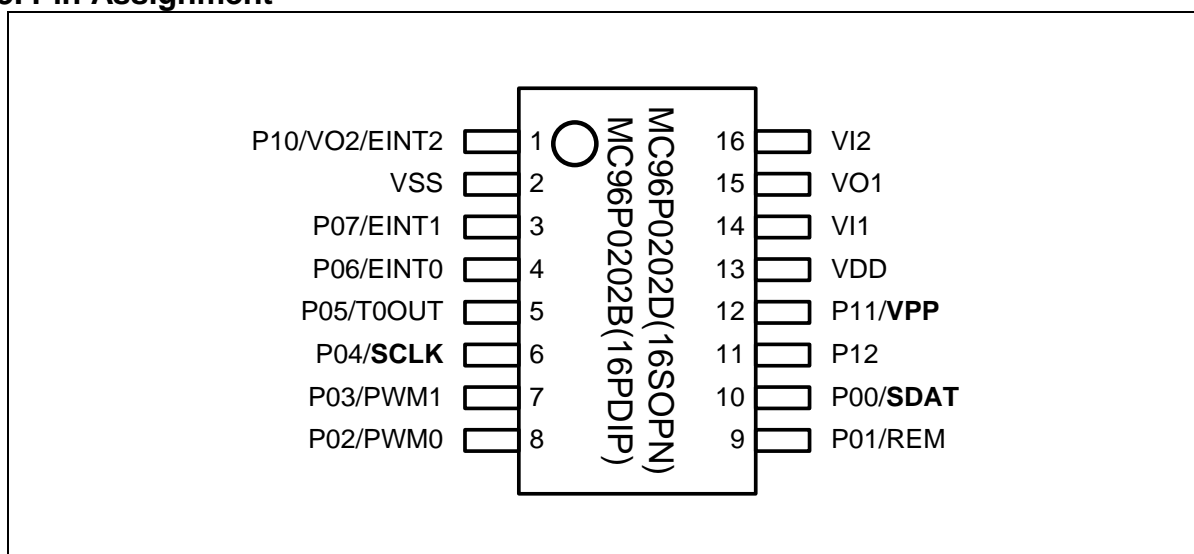 Pin Assignment
P10/VO2/EINT2 1 16 VI2
VSS 2 15 VO1
P07/EINT1 3 14 VI1
P06/EINT0 4 13 VDD
P05/T0OUT 5 12 P11/VPP
P04/SCLK 6 11 P12
P03/PWM1 7 10 P00/SDAT
P02/PWM0 8 9 P01/REM
MC96P0202D(16SOPN)
MC96P0202B(16PDIP)